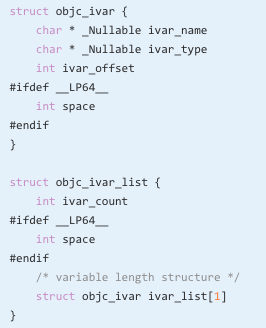 struct objc_ivar {
    char * _Nullable ivar_name
    char * _Nullable ivar_type
    int ivar_offset
#ifdef __LP64__
    int space
#endif
}

struct objc_ivar_list {
    int ivar_count
#ifdef __LP64__
    int space
#endif
    /* variable length structure */
    struct objc_ivar ivar_list[1]
}